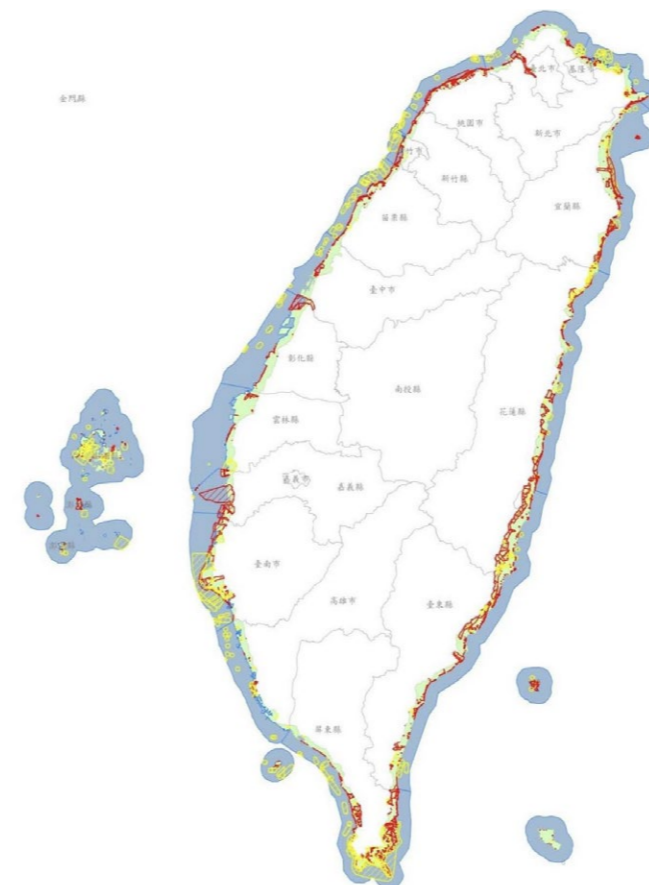 金門縣
臺北市
基隆市
桃園市
新北市
竹市
新竹縣
宜蘭縣
苗栗縣
臺中市
彰化縣
南投縣
花蓮縣
雲林縣
嘉義市
嘉義縣
臺南市
高雄市
臺東縣
屏東縣